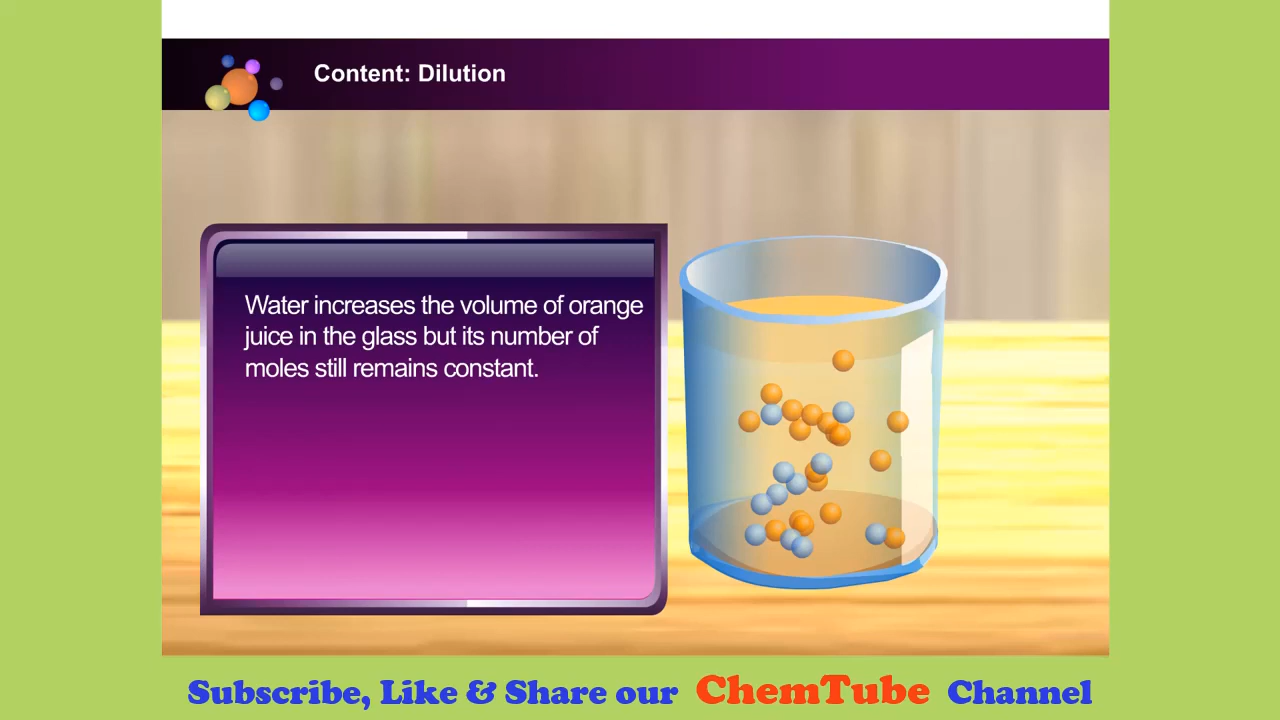 Content: Dilution
Water increases the volume of orange
juice in the glass but its number of
moles still remains constant.
Subscribe, Like & Share our ChemTube Channel